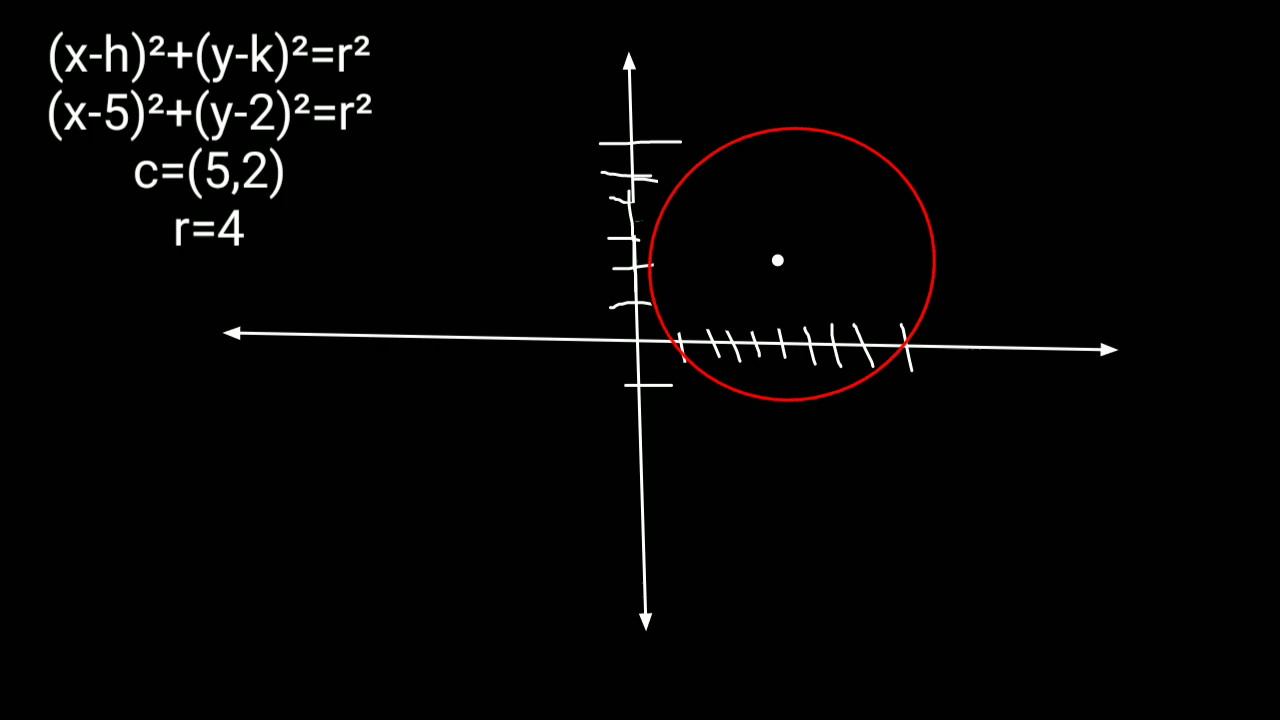 (x-h)²+(y-k)²=r²
(x-5)²+(y-2)²=r²
c=(5,2)
r=4